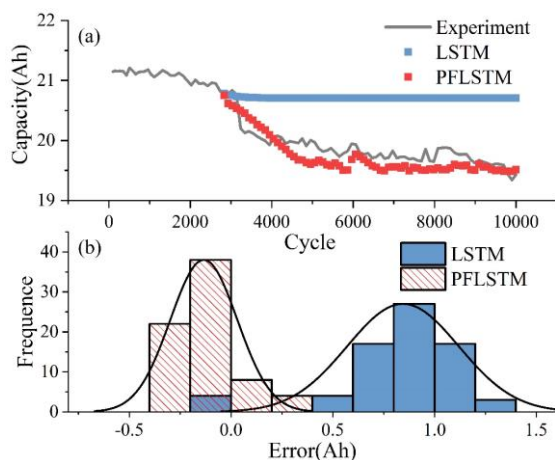 (a)
Experiment
LSTM
PFLSTM
Capacity(Ah)
22
21
20
19
0 2000 4000 6000 8000 10000
Cycle
(b)
LSTM
PFLSTM
Frequence
40
30
20
10
0
-0.5 0.0 0.5 1.0 1.5
Error(Ah)